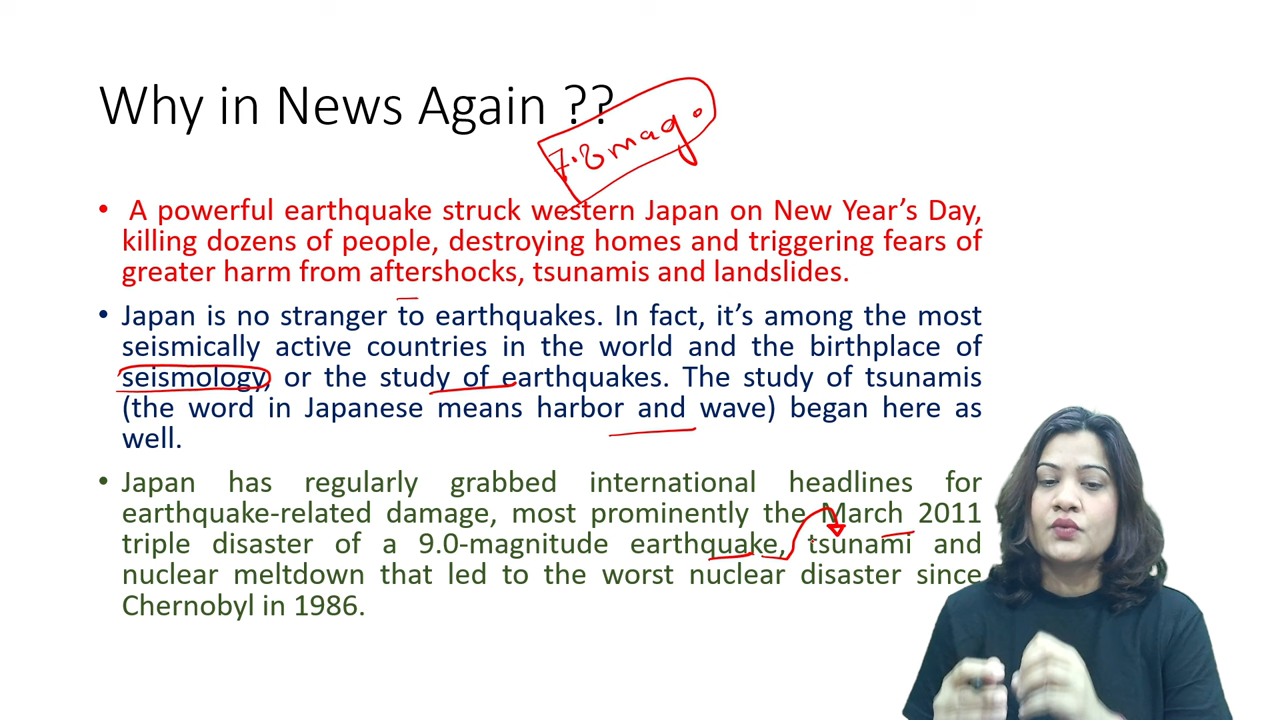 Why in News Again ??
7.8 mag.
• A powerful earthquake struck western Japan on New Year’s Day,
killing dozens of people, destroying homes and triggering fears of
greater harm from aftershocks, tsunamis and landslides.
• Japan is no stranger to earthquakes. In fact, it’s among the most
seismically active countries in the world and the birthplace of
seismology, or the study of earthquakes. The study of tsunamis
(the word in Japanese means harbor and wave) began here as
well.
• Japan has regularly grabbed international headlines for
earthquake-related damage, most prominently the March 2011
triple disaster of a 9.0-magnitude earthquake, tsunami and
nuclear meltdown that led to the worst nuclear disaster since
Chernobyl in 1986.